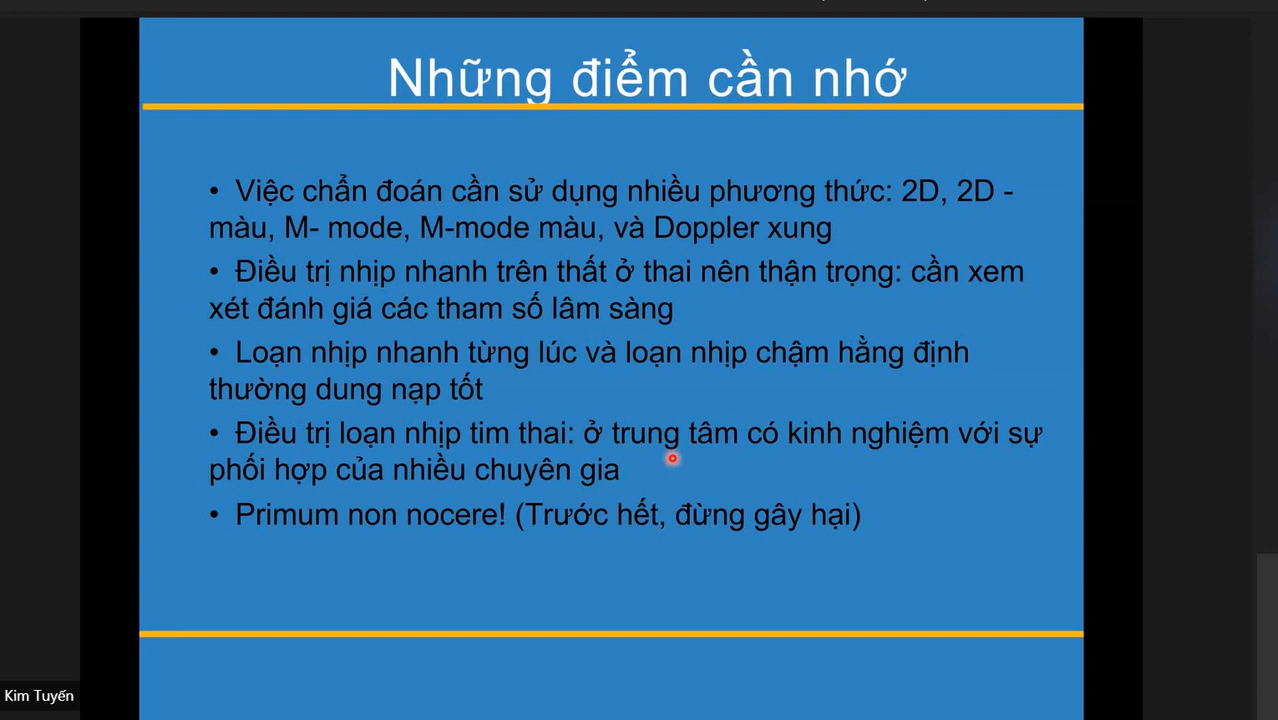 Những điểm cần nhớ
• Việc chẩn đoán cần sử dụng nhiều phương thức: 2D, 2D -
màu, M- mode, M-mode màu, và Doppler xung
• Điều trị nhịp nhanh trên thất ở thai nên thận trọng: cần xem
xét đánh giá các tham số lâm sàng
• Loạn nhịp nhanh từng lúc và loạn nhịp chậm hằng định
thường dung nạp tốt
• Điều trị loạn nhịp tim thai: ở trung tâm có kinh nghiệm với sự
phối hợp của nhiều chuyên gia
• Primum non nocere! (Trước hết, đừng gây hại)
Kim Tuyến